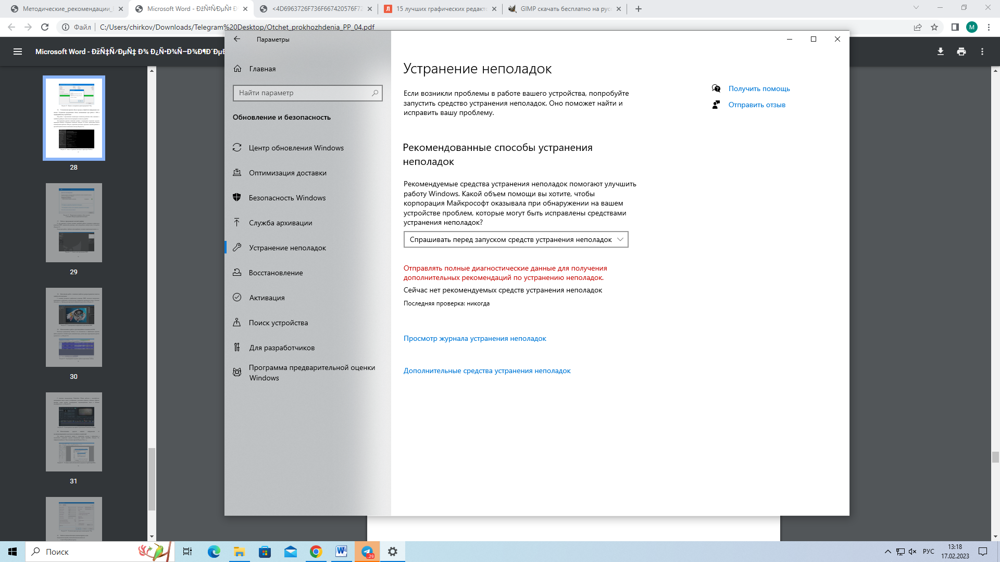 Методические_рекомендации_
Microsoft Word - ÐžÑ‡Ñ⁄ÐµÑ‡ Ð
<4D6963726F736F667420576F72
15 лучших графических редакто
GIMP скачать бесплатно на рус
Файл
C:/Users/chirkov/Downloads/Telegram%20Desktop/Otchet_prokhozhdenia_PP_04.pdf
M
Microsoft Word - ÐžÑ‡Ñ⁄ÐµÑ‡ Ð¾ Ð¿Ñ•Ð¾Ñ–Ð¾Ð¶Ð´ÐµÐ
28
29
30
31
Параметры
Главная
Найти параметр
Обновление и безопасность
Центр обновления Windows
Оптимизация доставки
Безопасность Windows
Служба архивации
Устранение неполадок
Восстановление
Активация
Поиск устройства
Для разработчиков
Программа предварительной оценки
Windows
Устранение неполадок
Если возникли проблемы в работе вашего устройства, попробуйте
запустить средство устранения неполадок. Оно поможет найти и
исправить вашу проблему.
Рекомендованные способы устранения
неполадок
Рекомендуемые средства устранения неполадок помогают улучшить
работу Windows. Какой объем помощи вы хотите, чтобы
корпорация Майкрософт оказывала при обнаружении на вашем
устройстве проблем, которые могут быть исправлены средствами
устранения неполадок?
Спрашивать перед запуском средств устранения неполадок
Отправлять полные диагностические данные для получения
дополнительных рекомендаций по устранению неполадок.
Сейчас нет рекомендуемых средств устранения неполадок
Последняя проверка: никогда
Просмотр журнала устранения неполадок
Дополнительные средства устранения неполадок
Получить помощь
Отправить отзыв
Поиск
..29
РУС
13:18
17.02.2023